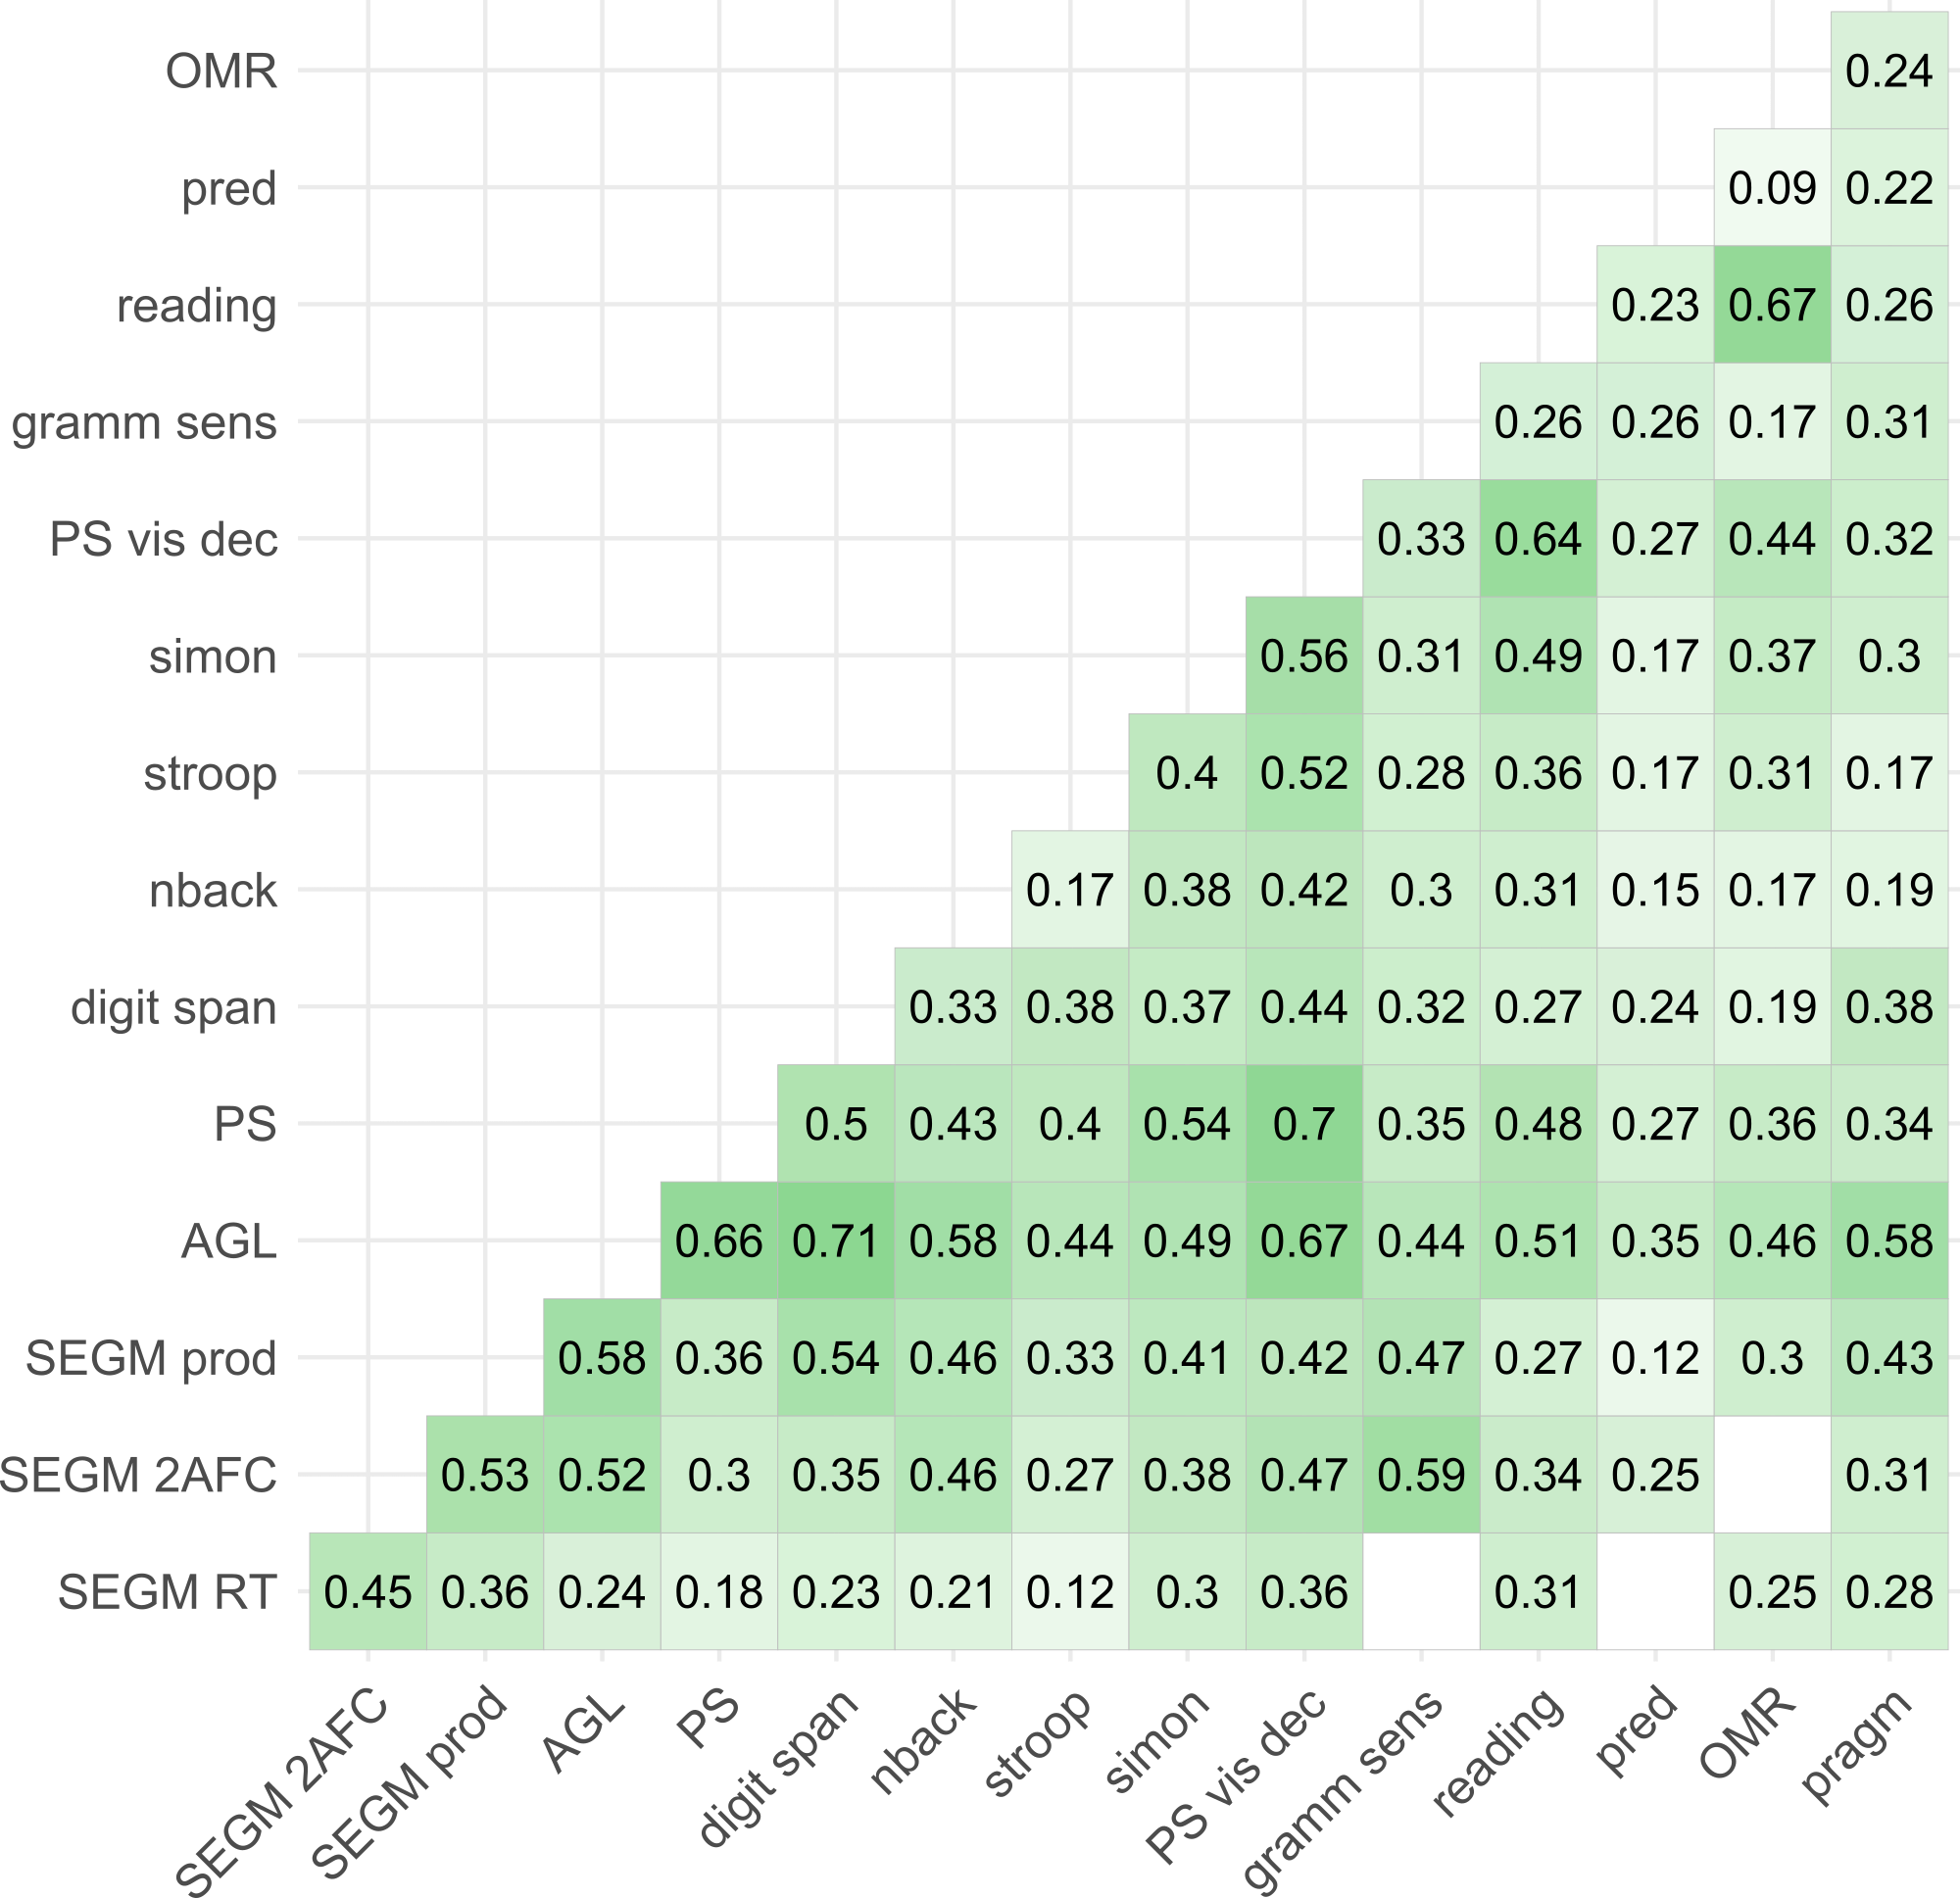 OMR 0.24
pred 0.09 0.22
reading 0.23 0.67 0.26
gramm sens 0.26 0.26 0.17 0.31
PS vis dec 0.33 0.64 0.27 0.44 0.32
simon 0.56 0.31 0.49 0.17 0.37 0.3
stroop 0.4 0.52 0.28 0.36 0.17 0.31 0.17
nback 0.17 0.38 0.42 0.3 0.31 0.15 0.17 0.19
digit span 0.33 0.38 0.37 0.44 0.32 0.27 0.24 0.19 0.38
PS 0.5 0.43 0.4 0.54 0.7 0.35 0.48 0.27 0.36 0.34
AGL 0.66 0.71 0.58 0.44 0.49 0.67 0.44 0.51 0.35 0.46 0.58
SEGM prod 0.58 0.36 0.54 0.46 0.33 0.41 0.42 0.47 0.27 0.12 0.3 0.43
SEGM 2AFC 0.53 0.52 0.3 0.35 0.46 0.27 0.38 0.47 0.59 0.34 0.25 0.31
SEGM RT 0.45 0.36 0.24 0.18 0.23 0.21 0.12 0.3 0.36 0.31 0.25 0.28
SEGM 2AFC
SEGM prod
AGL
PS
digit span
nback
stroop
simon
PS vis dec
gramm sens
reading
pred
OMR
pragm